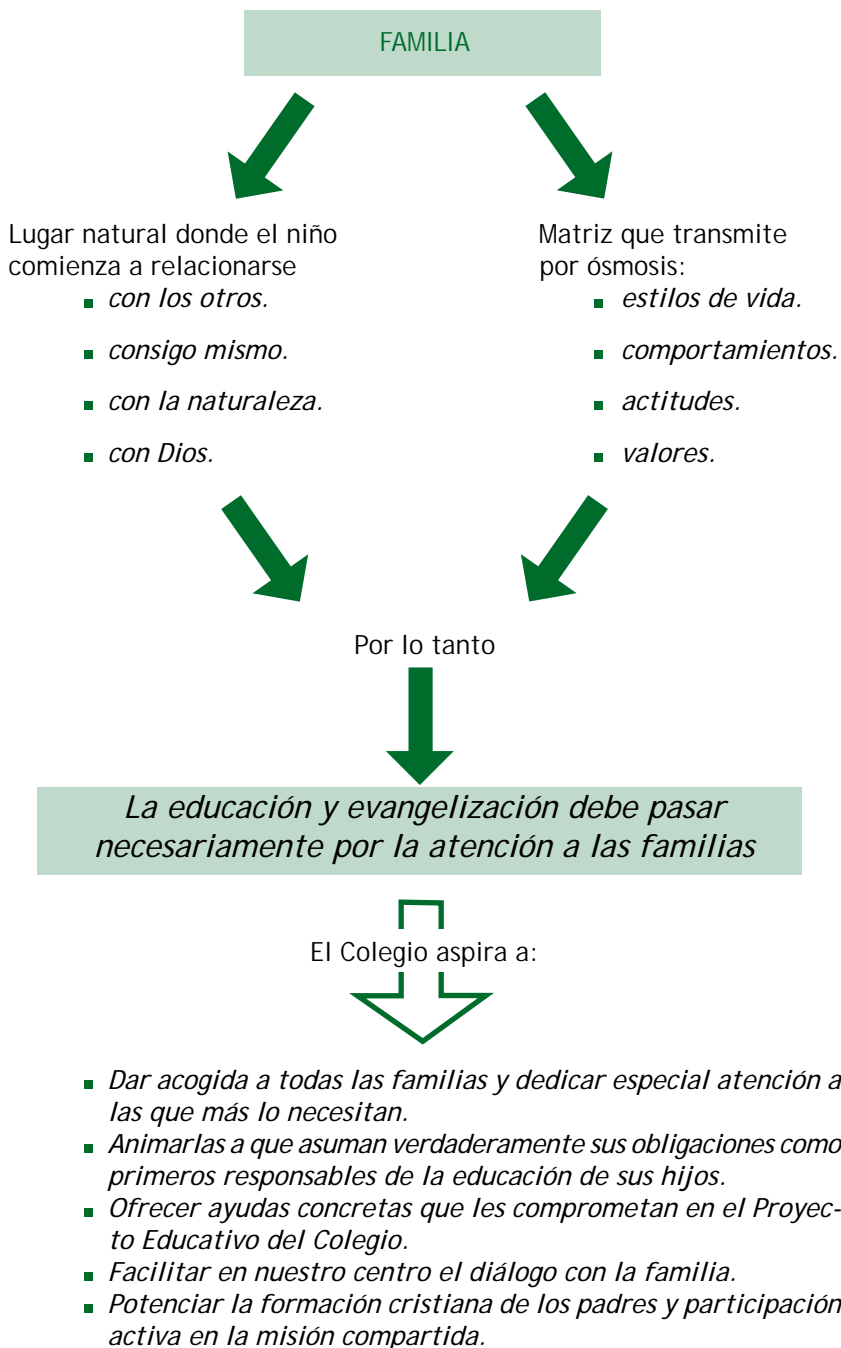 FAMILIA
Lugar natural donde el niño
comienza a relacionarse
▪ con los otros.
▪ consigo mismo.
▪ con la naturaleza.
▪ con Dios.
Matriz que transmite
por ósmosis:
▪ estilos de vida.
▪ comportamientos.
▪ actitudes.
▪ valores.
Por lo tanto
La educación y evangelización debe pasar
necesariamente por la atención a las familias
El Colegio aspira a:
▪ Dar acogida a todas las familias y dedicar especial atención a
las que más lo necesitan.
▪ Animarlas a que asuman verdaderamente sus obligaciones como
primeros responsables de la educación de sus hijos.
▪ Ofrecer ayudas concretas que les comprometan en el Proyec-
to Educativo del Colegio.
▪ Facilitar en nuestro centro el diálogo con la familia.
▪ Potenciar la formación cristiana de los padres y participación
activa en la misión compartida.